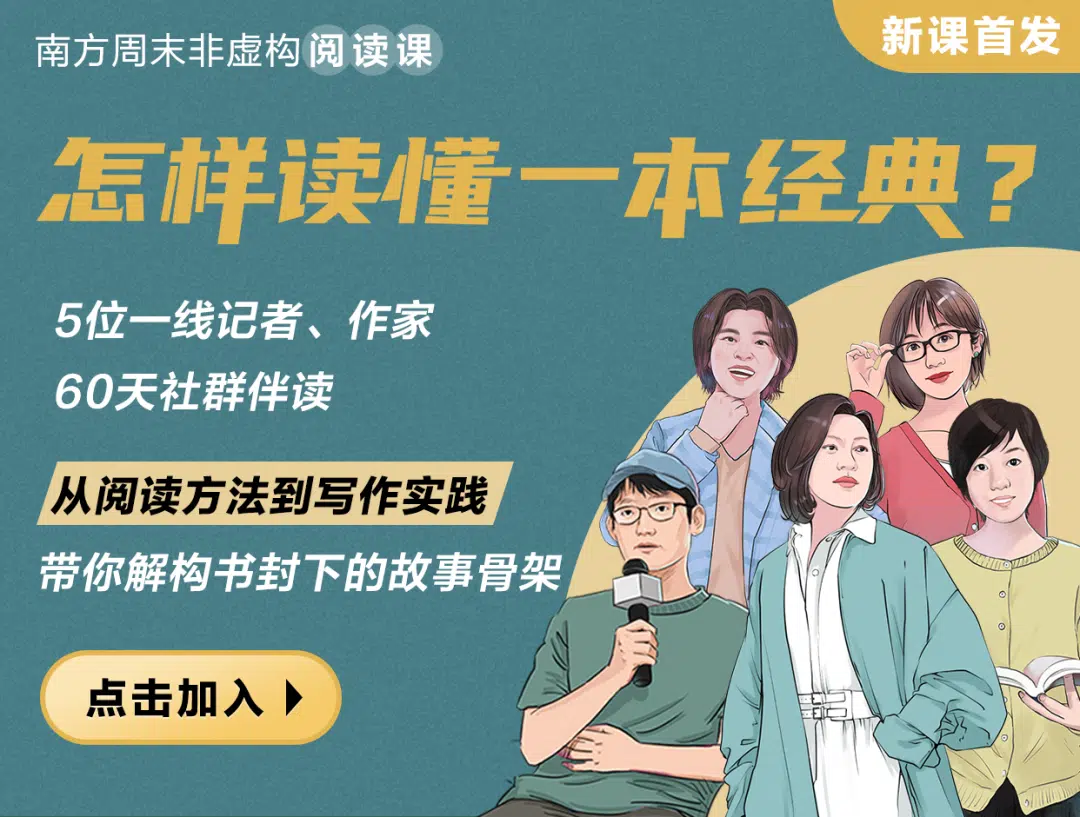 南方周末非虚构阅读课
新课首发
怎样读懂一本经典？
5位一线记者、作家
60天社群伴读
从阅读方法到写作实践
带你解构书封下的故事骨架
点击加入